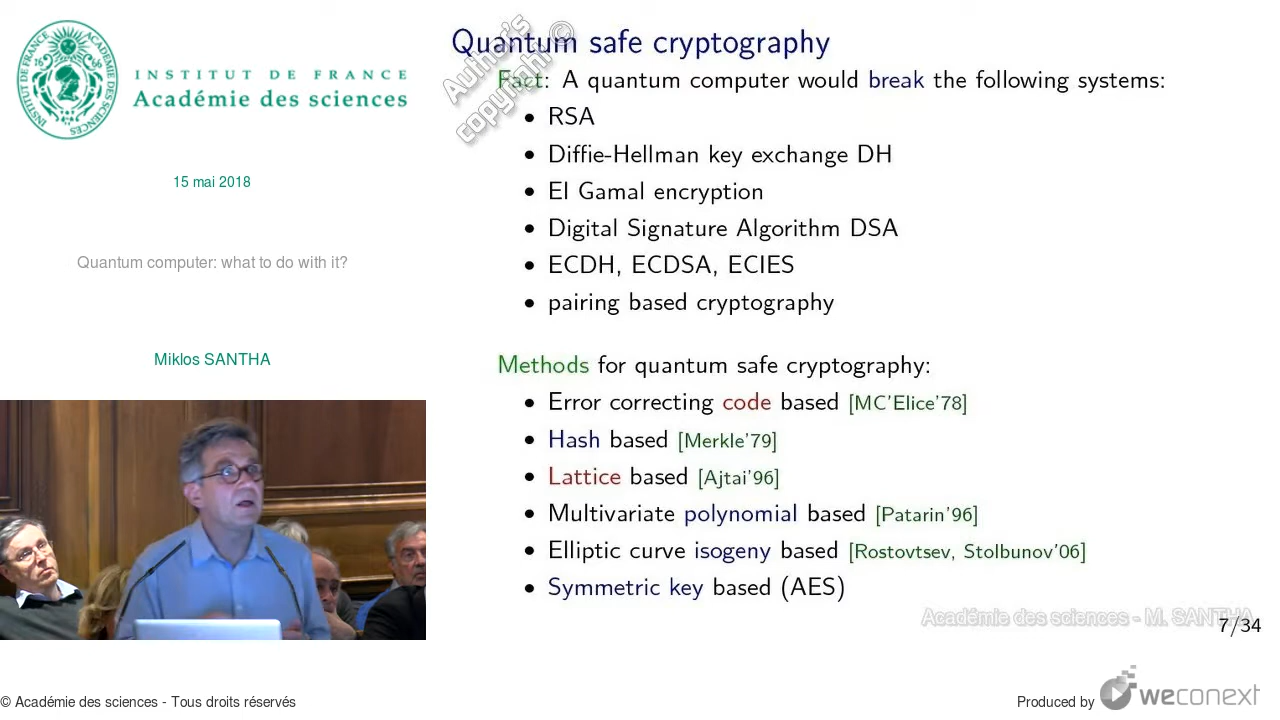 INSTITUT DE FRANCE
Académie des sciences
15 mai 2018
Quantum computer: what to do with it?
Miklos SANTHA
Quantum safe cryptography
Author's ©
copyright
Fact: A quantum computer would break the following systems:
• RSA
• Diffie-Hellman key exchange DH
• El Gamal encryption
• Digital Signature Algorithm DSA
• ECDH, ECDSA, ECIES
• pairing based cryptography
Methods for quantum safe cryptography:
• Error correcting code based [MC'Elice'78]
• Hash based [Merkle'79]
• Lattice based [Ajtai'96]
• Multivariate polynomial based [Patarin'96]
• Elliptic curve isogeny based [Rostovtsev, Stolbunov'06]
• Symmetric key based (AES)
Académie des sciences - M. SANTHA
7/34
© Académie des sciences - Tous droits réservés
Produced by weconext